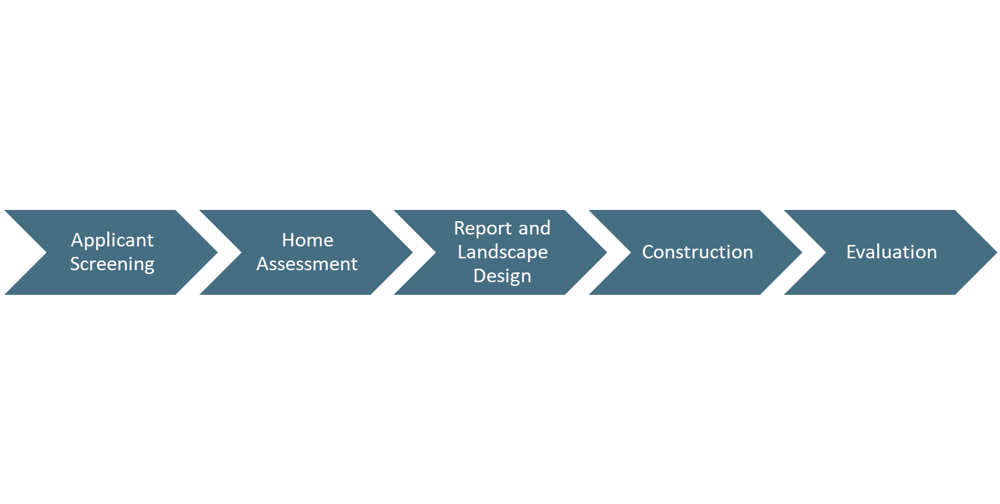 Applicant
Screening
Home
Assessment
Report and
Landscape
Design
Construction
Evaluation